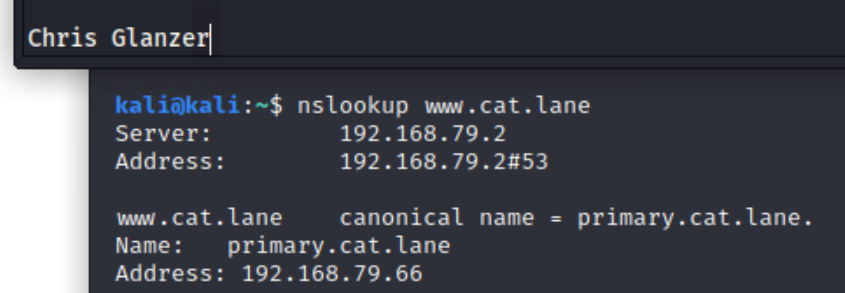 Chris Glanzer
kali@kali:~$ nslookup www.cat.lane
Server: 192.168.79.2
Address: 192.168.79.2#53
www.cat.lane canonical name = primary.cat.lane.
Name: primary.cat.lane
Address: 192.168.79.66